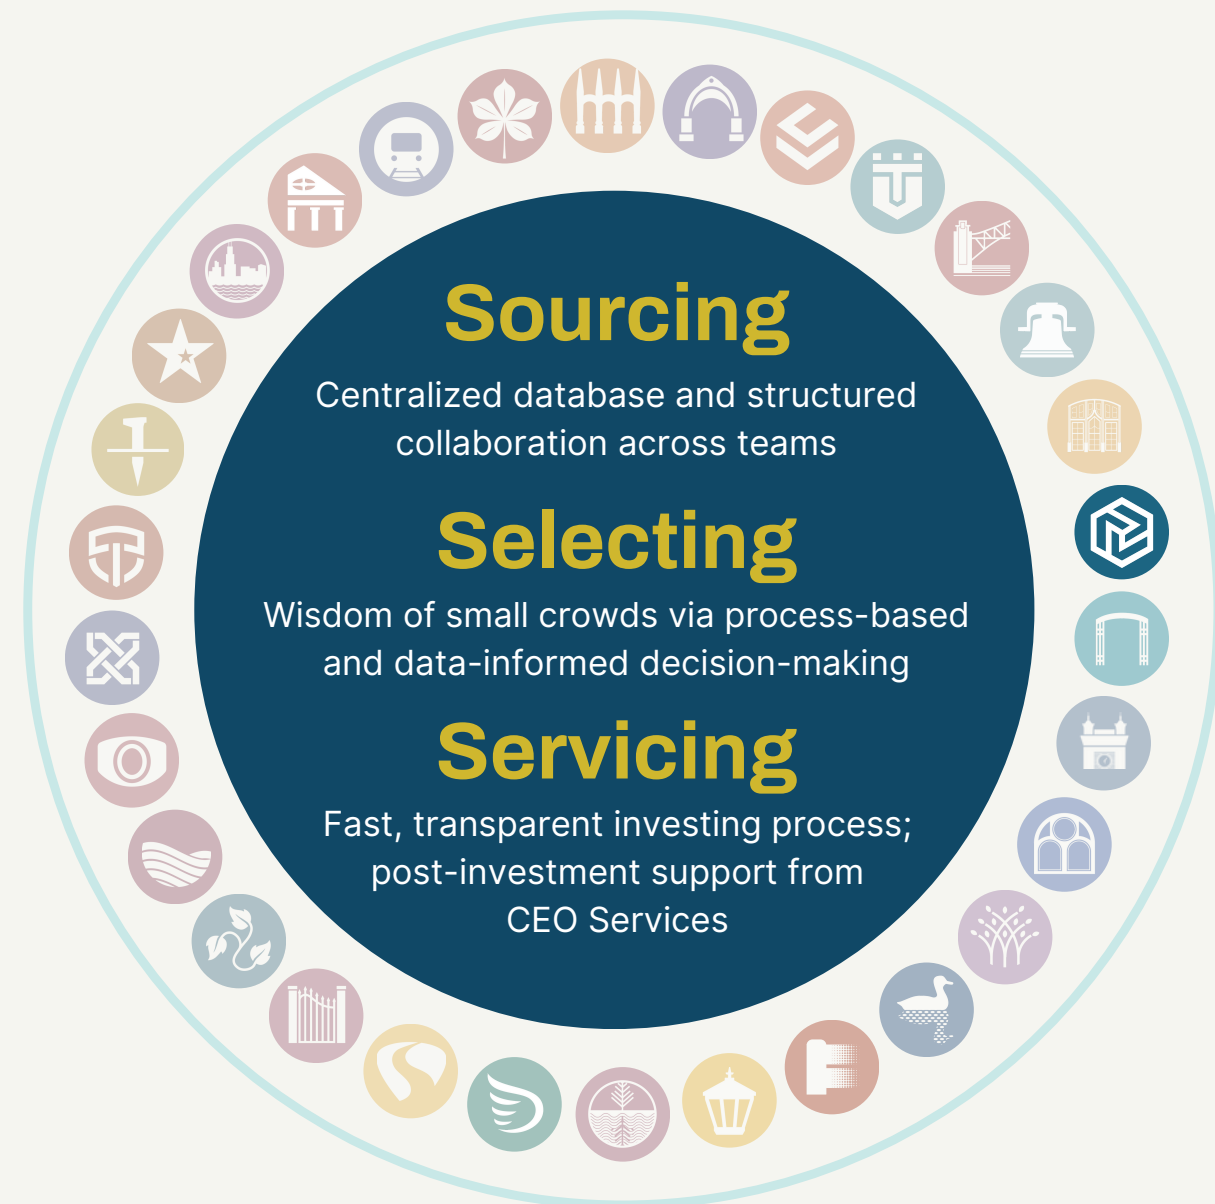 Sourcing
Centralized database and structured
collaboration across teams
Selecting
Wisdom of small crowds via process-based
and data-informed decision-making
Servicing
Fast, transparent investing process;
post-investment support from
CEO Services